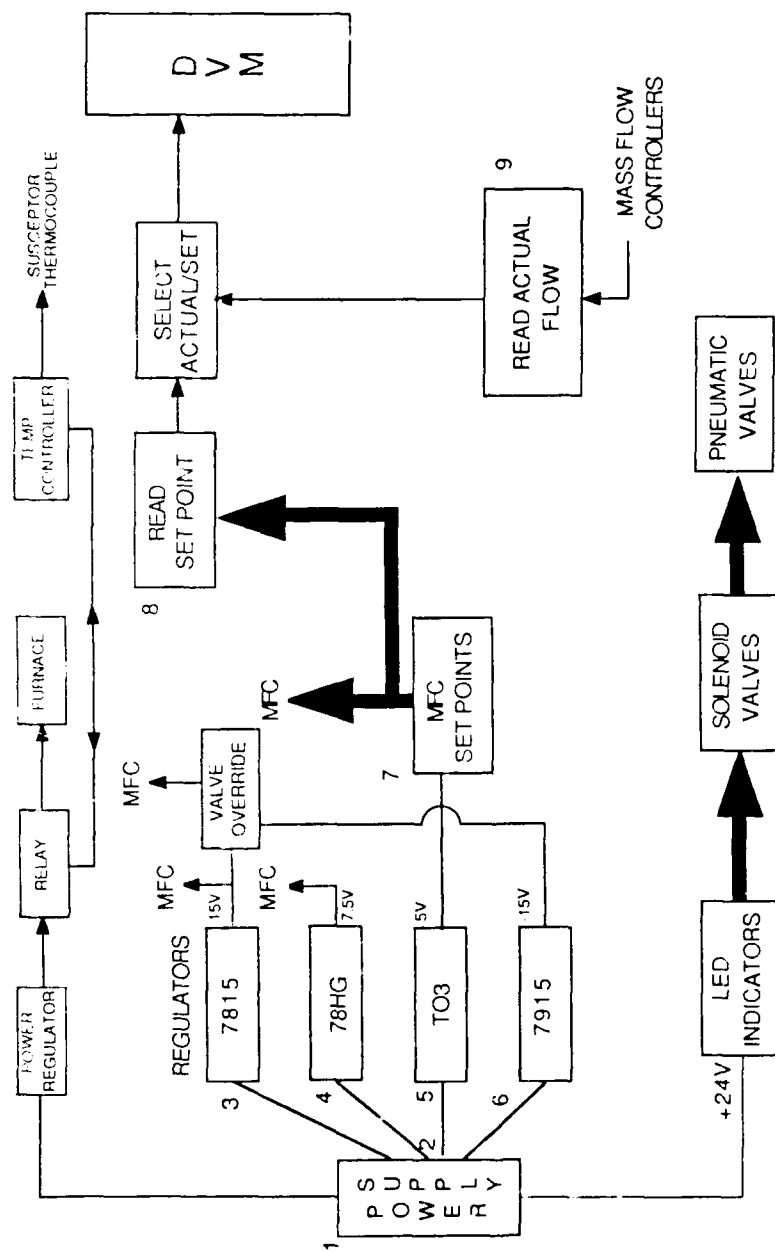 POWER
REGULATOR
RELAY
FURNACE
TEMP
CONTROLLER
SUSCEPTOR
THERMOCOUPLE
1
POWER
SUPPLY
2
REGULATORS
3
7815
15V
MFC
VALVE
OVERRIDE
MFC
4
78HG
7.5V
MFC
5
TO3
5V
6
7915
-15V
7
MFC
SET POINTS
MFC
8
READ
SET POINT
SELECT
ACTUAL/SET
DVM
READ ACTUAL
FLOW
9
MASS FLOW
CONTROLLERS
+24V
LED
INDICATORS
SOLENOID
VALVES
PNEUMATIC
VALVES